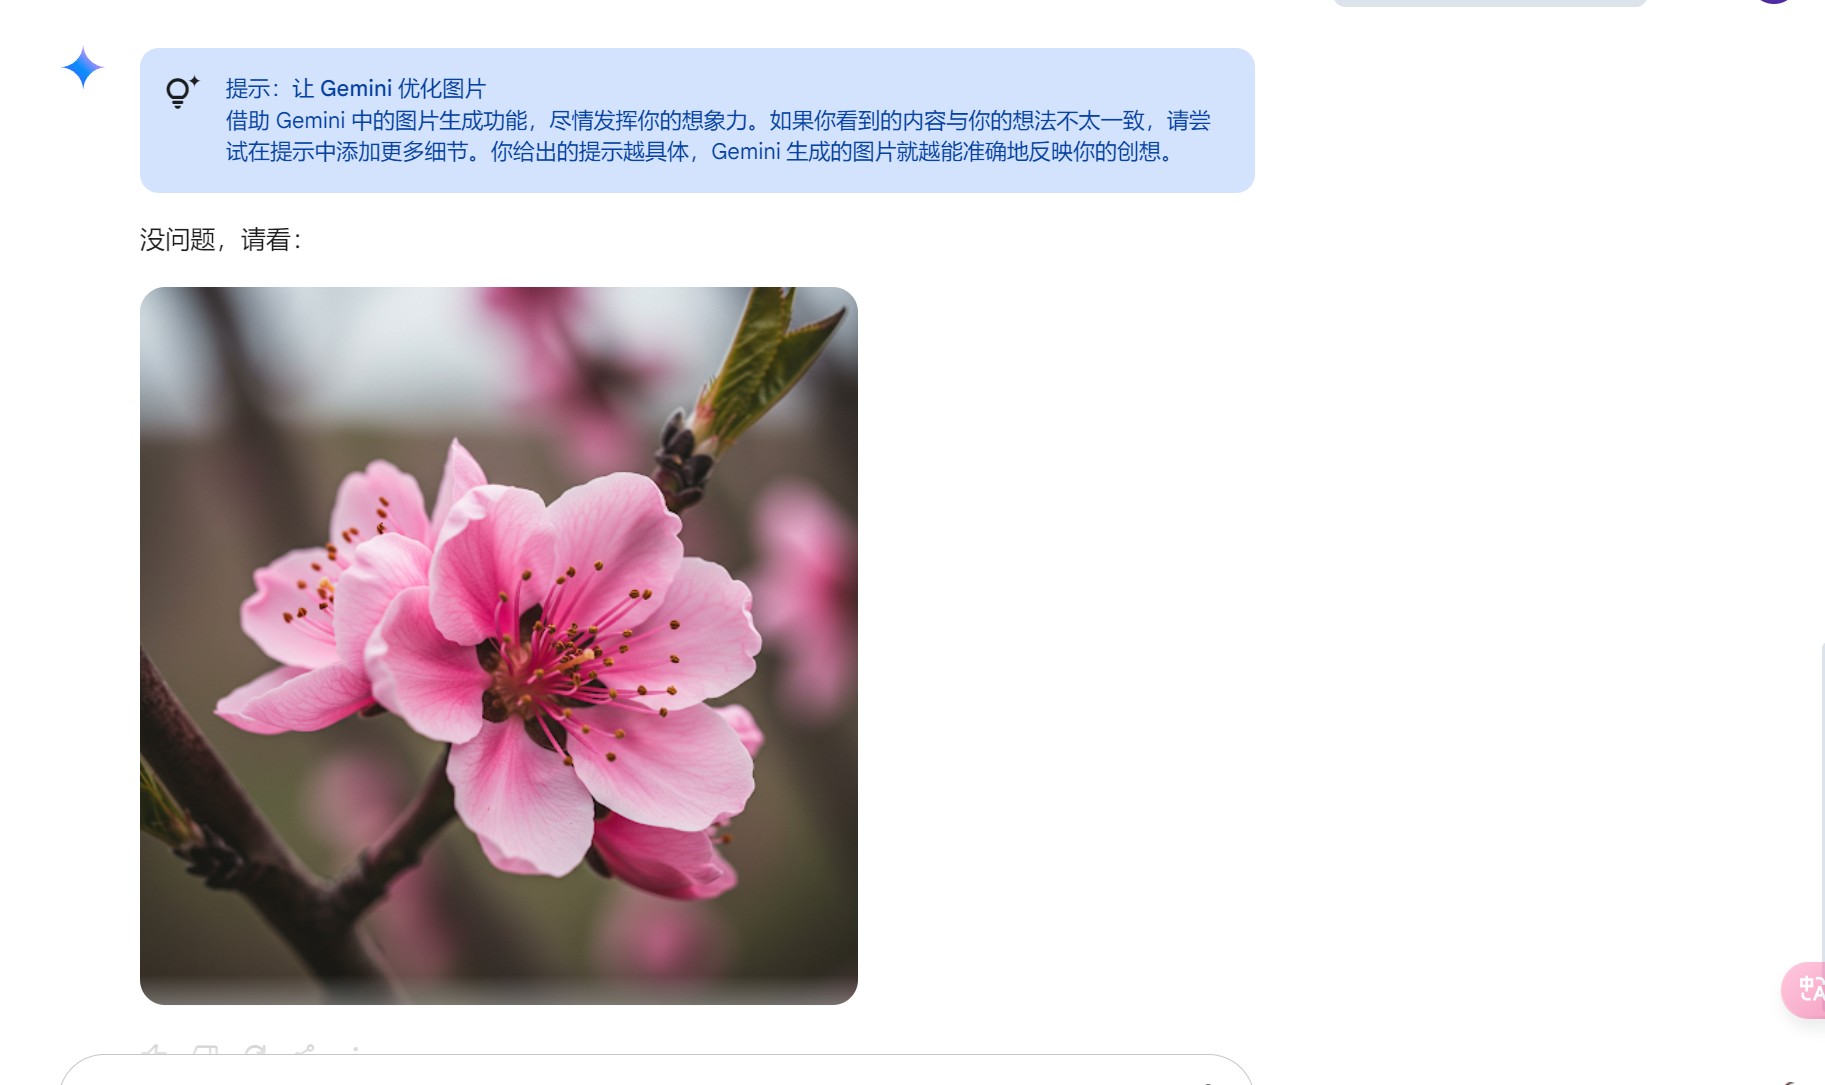 提示：让 Gemini 优化图片
借助 Gemini 中的图片生成功能，尽情发挥你的想象力。如果你看到的内容与你的想法不太一致，请尝
试在提示中添加更多细节。你给出的提示越具体，Gemini 生成的图片就越能准确地反映你的创想。
没问题，请看：
中A